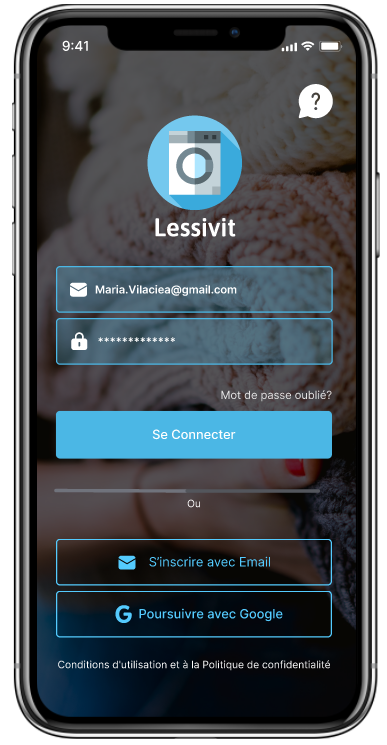 9:41
?
Lessivit
Maria.Vilaciea@gmail.com
*************
Mot de passe oublié?
Se Connecter
Ou
S'inscrire avec Email
G Poursuivre avec Google
Conditions d'utilisation et à la Politique de confidentialité